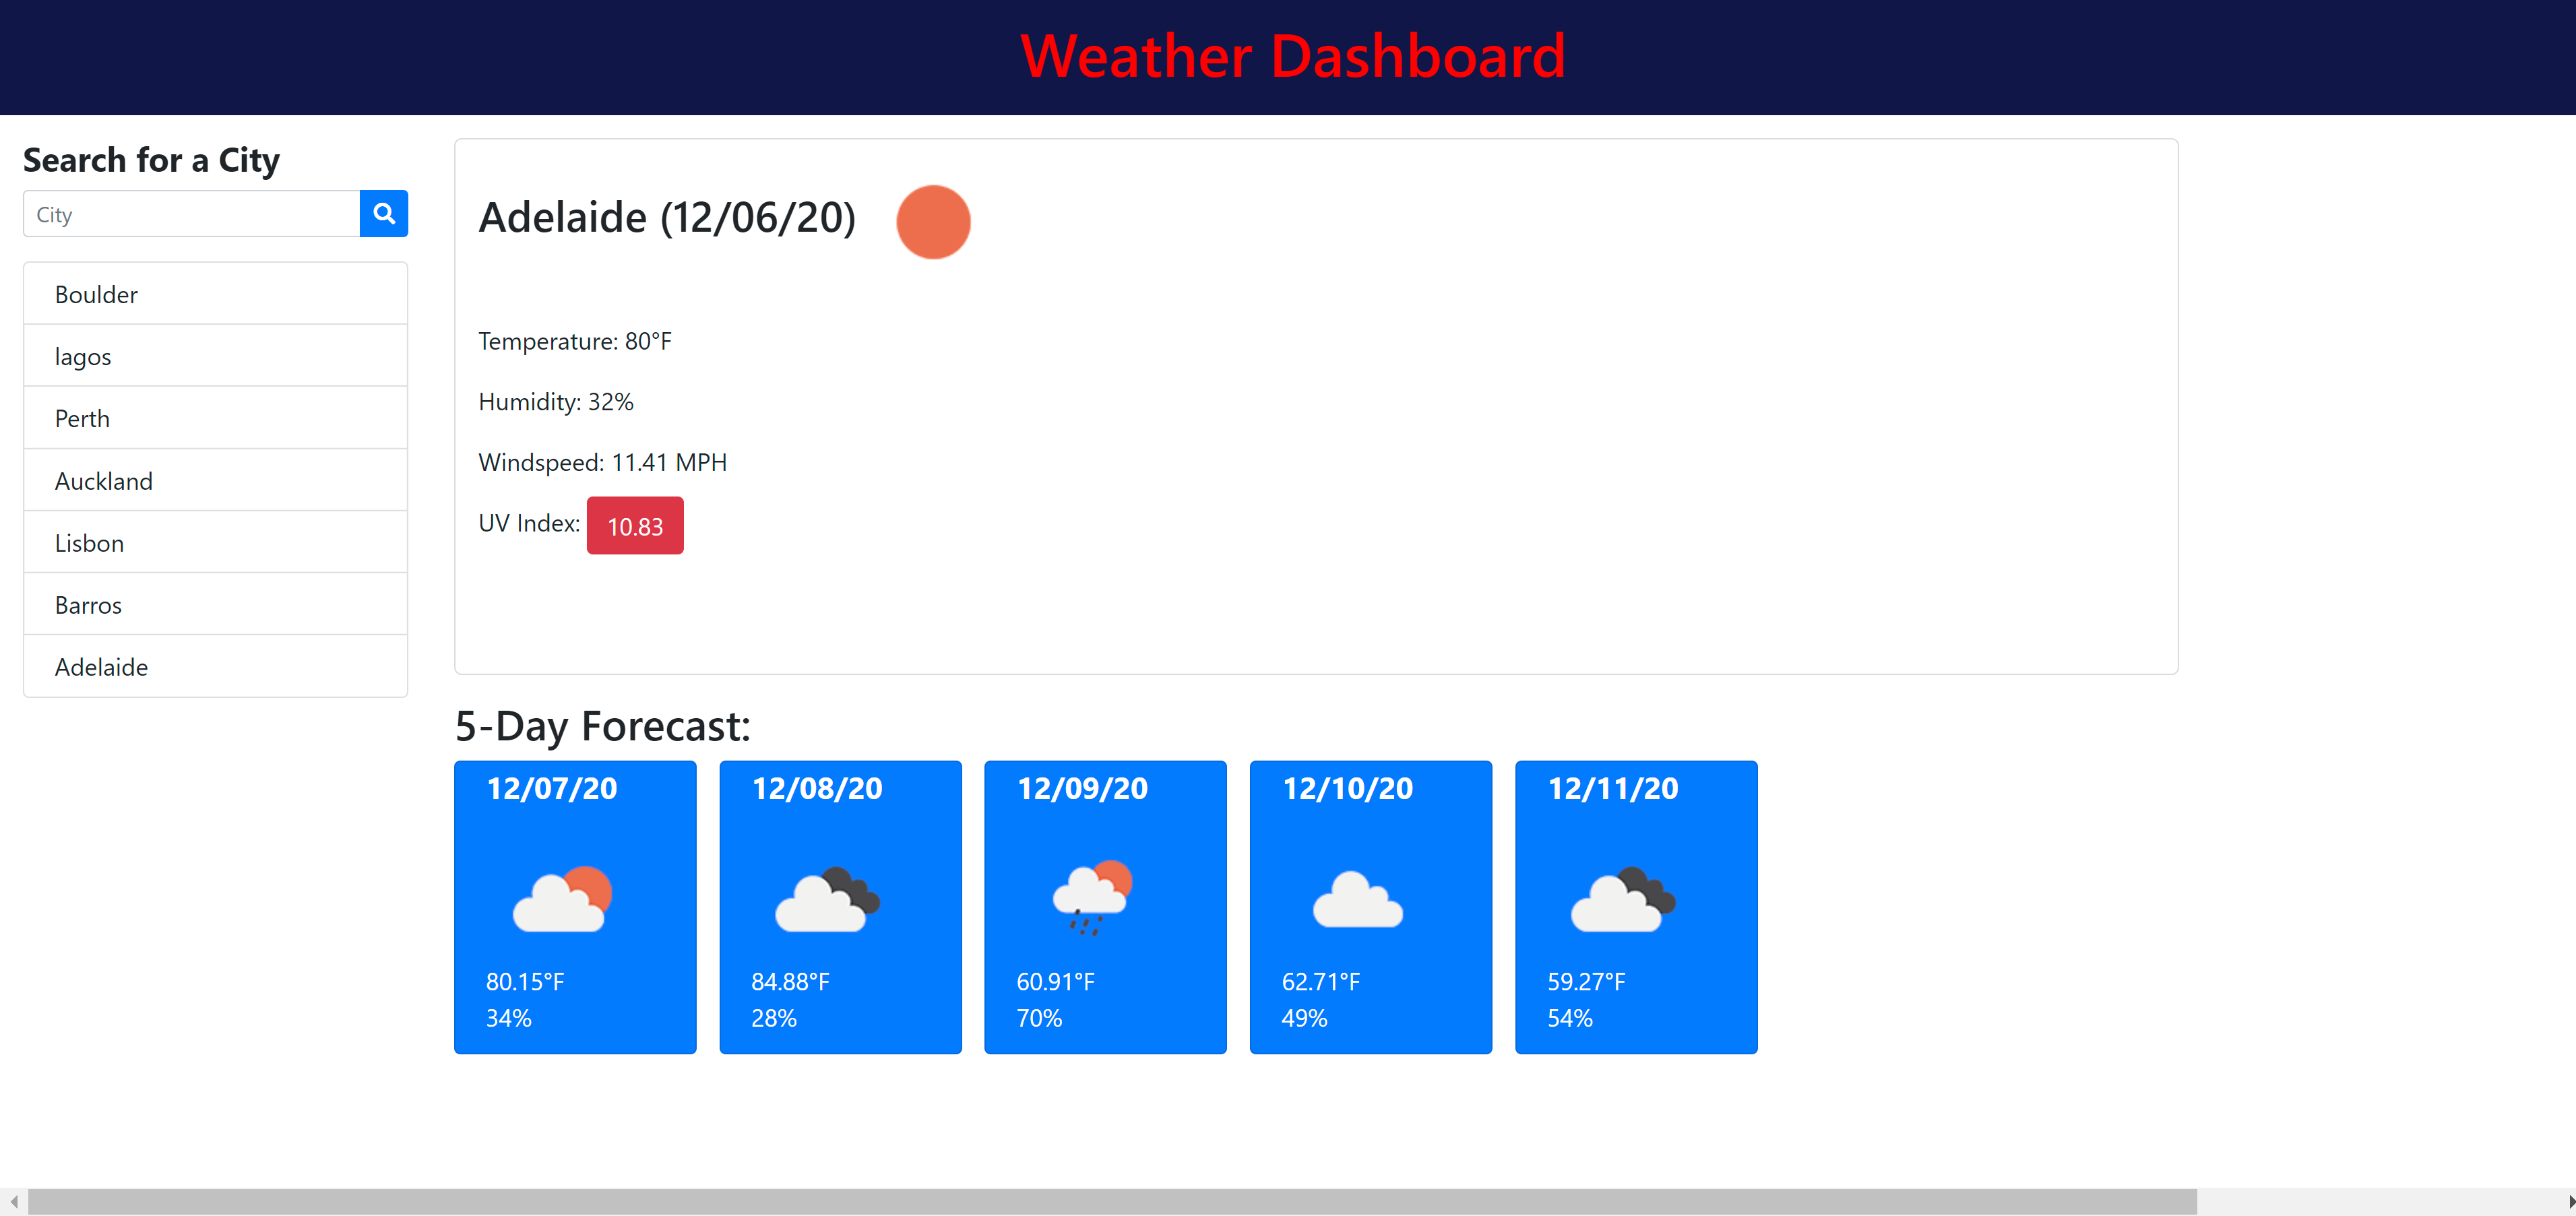 Weather Dashboard
Search for a City
City
Boulder
lagos
Perth
Auckland
Lisbon
Barros
Adelaide
Adelaide (12/06/20)
Temperature: 80°F
Humidity: 32%
Windspeed: 11.41 MPH
UV Index: 10.83
5-Day Forecast:
12/07/20
80.15°F
34%
12/08/20
84.88°F
28%
12/09/20
60.91°F
70%
12/10/20
62.71°F
49%
12/11/20
59.27°F
54%